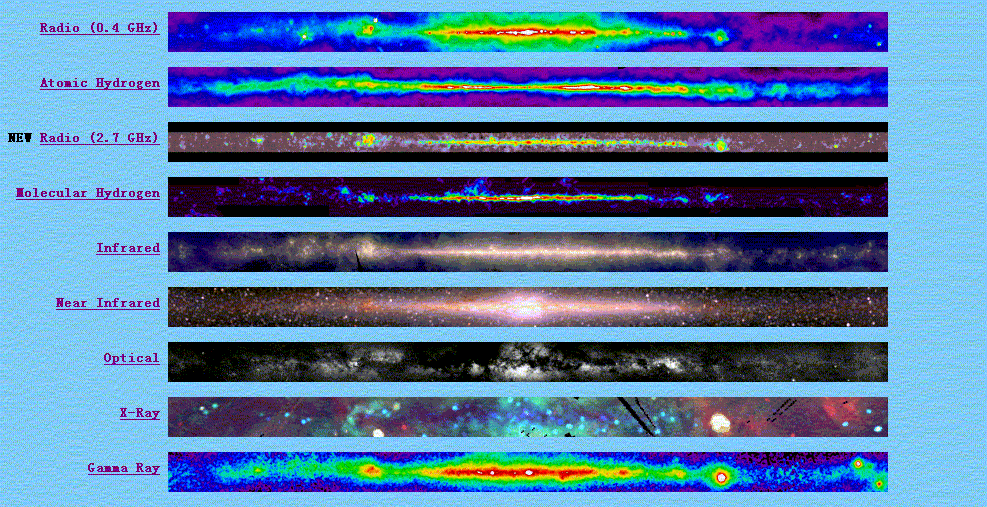 Radio (0.4 GHz)
Atomic Hydrogen
NEW Radio (2.7 GHz)
Molecular Hydrogen
Infrared
Near Infrared
Optical
X-Ray
Gamma Ray